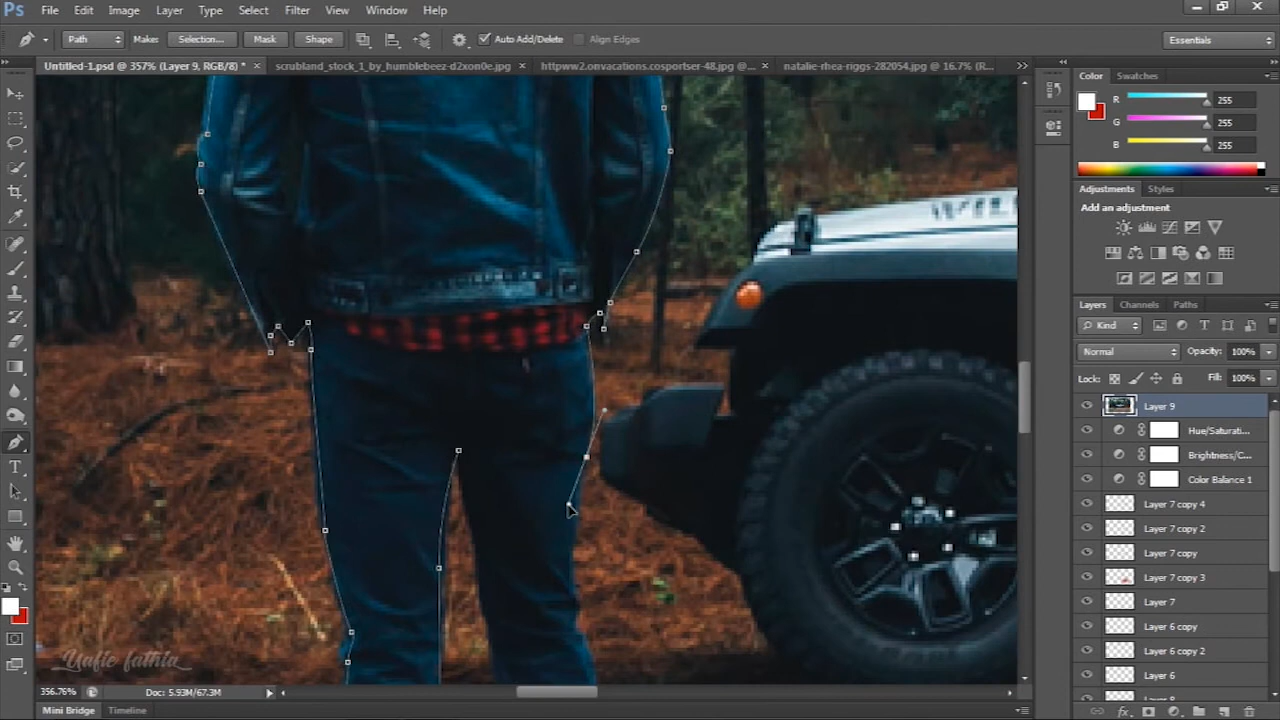 Ps File Edit Image Layer Type Select Filter View Window Help
Path Makes Selection... Mask Shape Auto Add/Delete Align Edges Essentials
Untitled-1.psd @ 357% (Layer 9, RGB/8) * × scrubland_stock_1_by_humblebeez-d2xon0e.jpg × httpww2.onvacations.cosportser-48.jpg @ ... × natalie-rhea-riggs-282054.jpg @ 16.7% (R...
Color Swatches
R 255
G 255
B 255
Adjustments Styles
Add an adjustment
Layers Channels Paths
Kind
Normal Opacity: 100%
Lock: Fill: 100%
Layer 9
Hue/Saturati...
Brightness/C...
Color Balance 1
Layer 7 copy 4
Layer 7 copy 2
Layer 7 copy
Layer 7 copy 3
Layer 7
Layer 6 copy
Layer 6 copy 2
Layer 6
Yafie fathia
356.76% Doc: 5.93M/67.3M
Mini Bridge Timeline